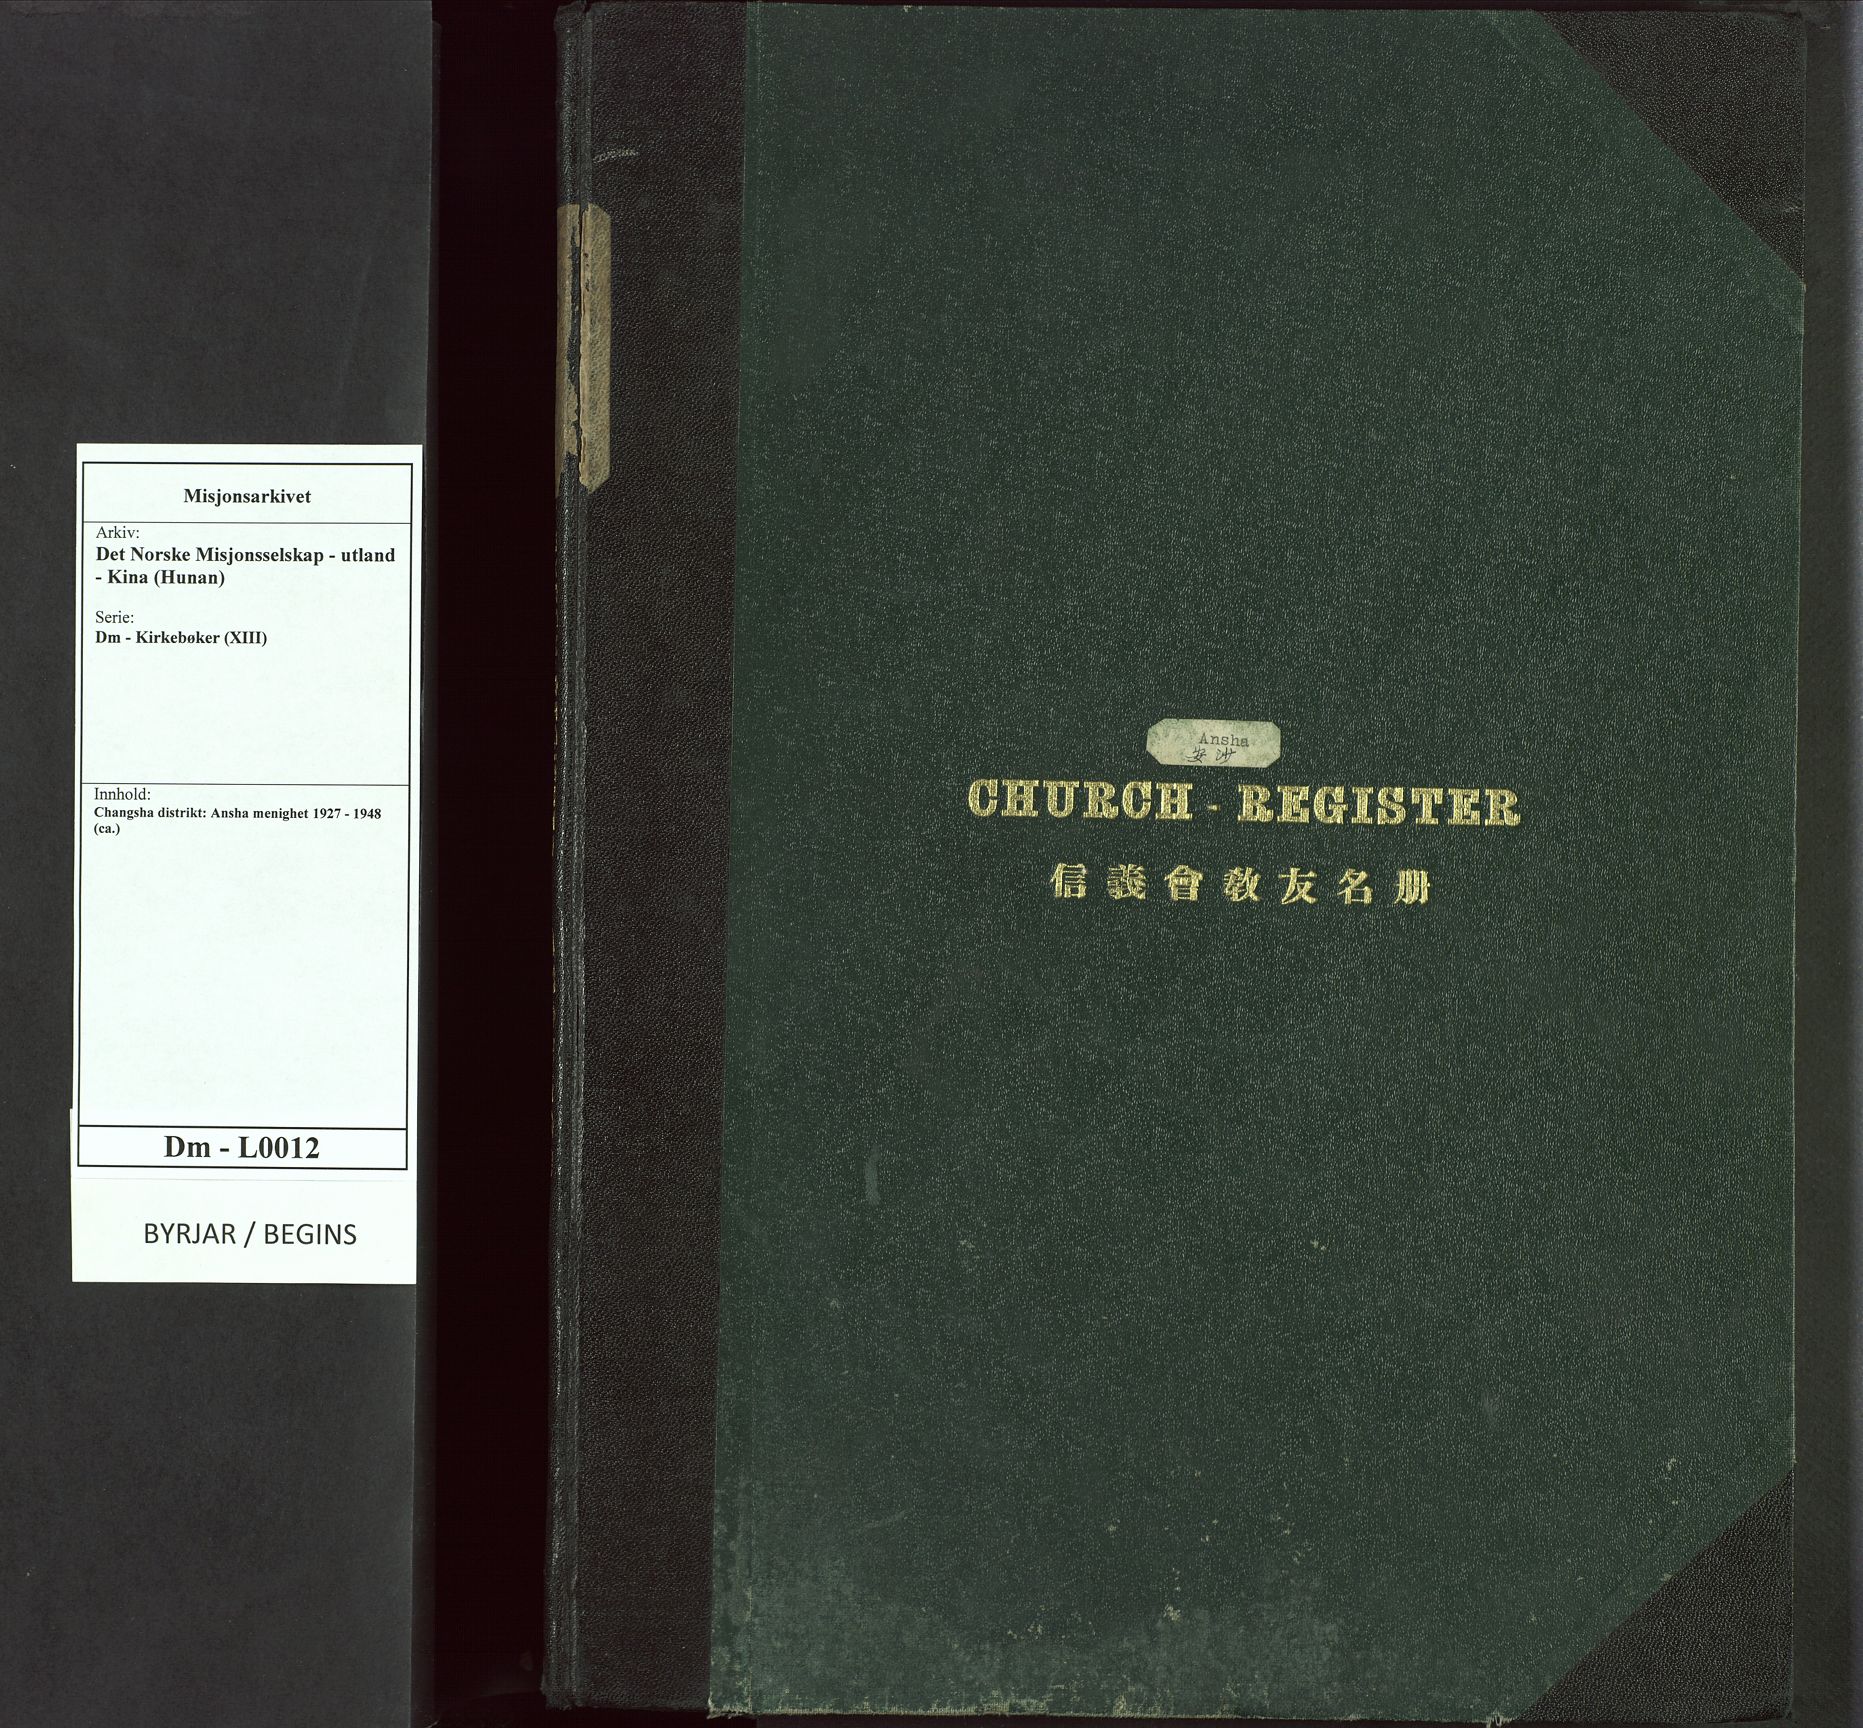 Misjonsarkivet
Arkiv:
Det Norske Misjonsselskap - utland
- Kina (Hunan)
Serie:
Dm - Kirkebøker (XIII)
Innhold:
Changsha distrikt: Ansha menighet 1927 - 1948
(ca.)
Dm - L0012
BYRJAR / BEGINS
Ansha
安沙
CHURCH - REGISTER
信義會教友名册